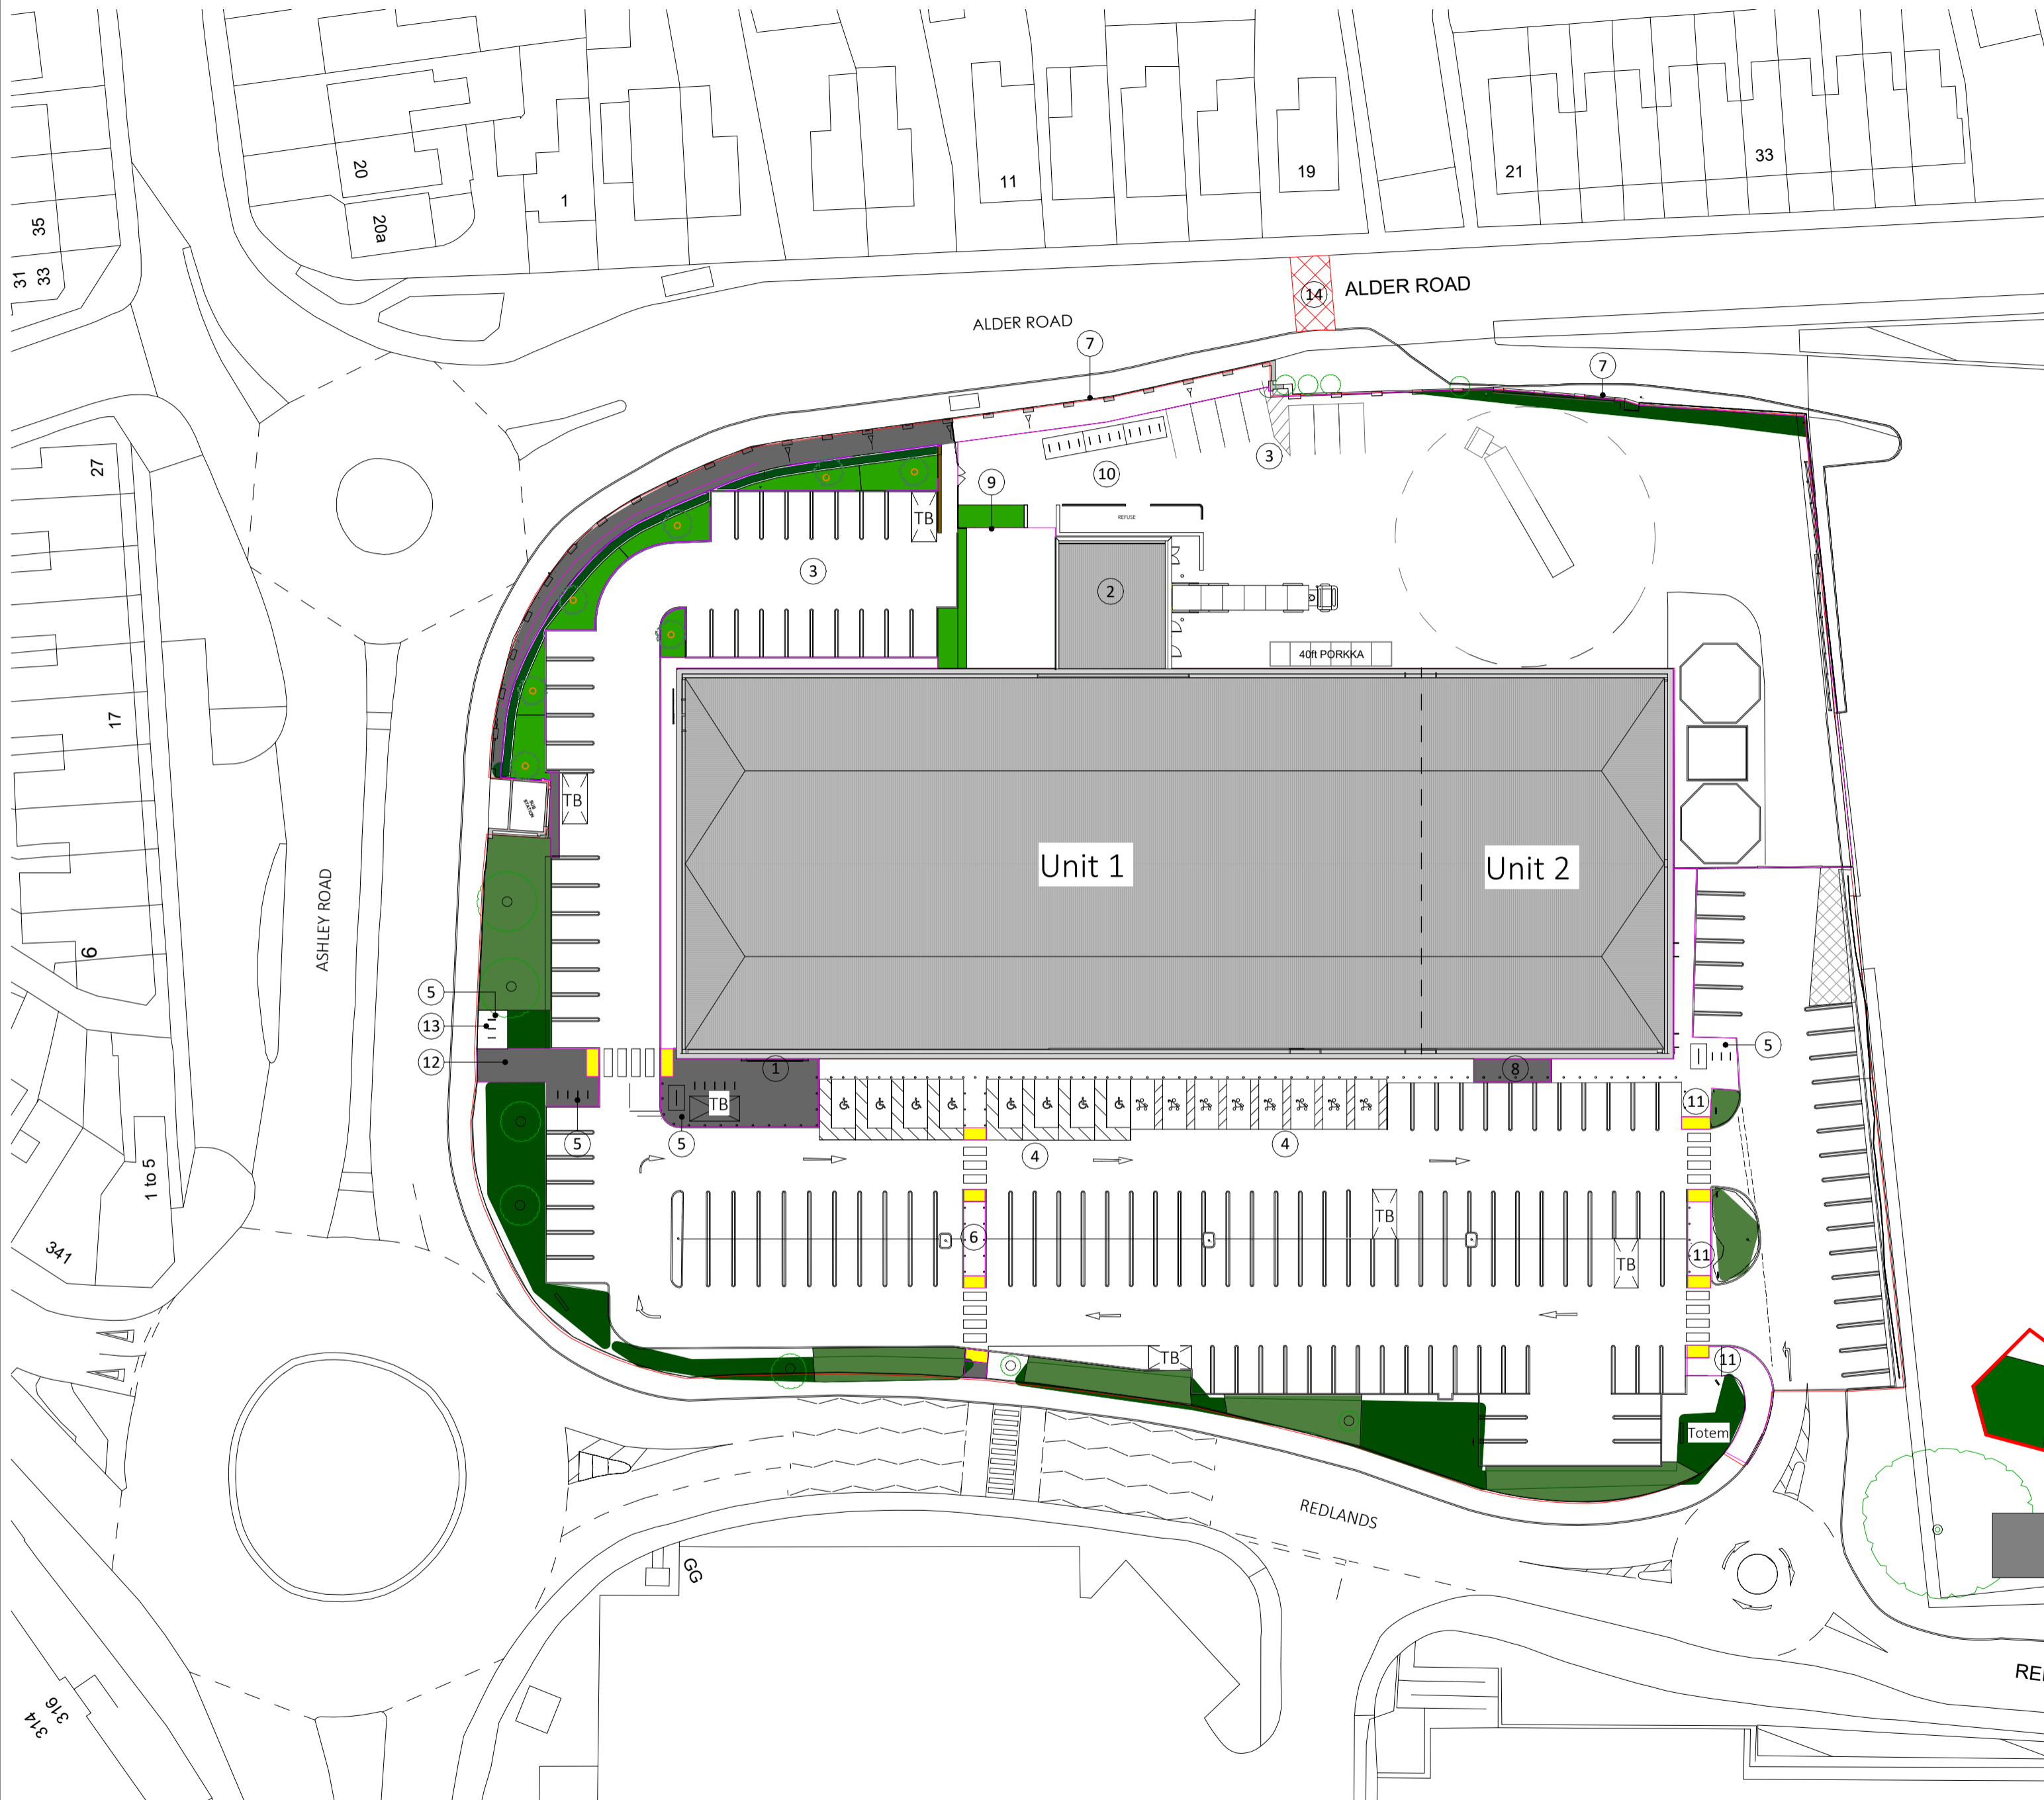 20
1
11
19
21
33
20a
35
31
33
14
ALDER ROAD
ALDER ROAD
7
7
27
3
9
10
TB
REFUSE
3
2
40ft PORKKA
17
BUS
STATION
TB
Unit 1
Unit 2
ASHLEY ROAD
6
5
13
12
1
8
5
TB
11
5
5
4
4
1 to 5
TB
6
11
TB
341
TB
11
Totem
REDLANDS
GG
RE
316
314